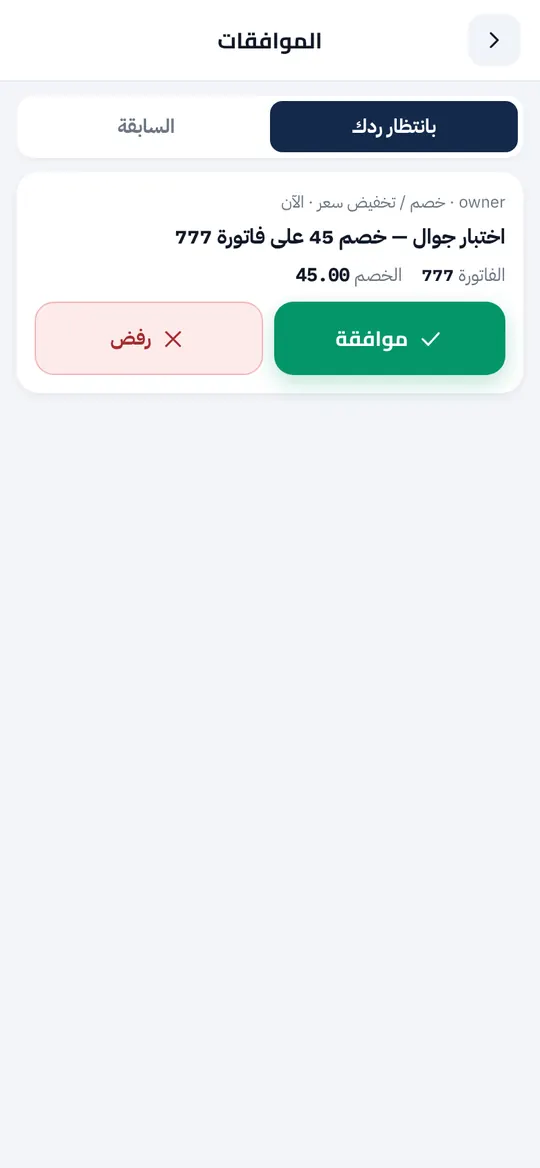 الموافقات
بانتظار ردك
السابقة
owner · خصم / تخفيض سعر · الآن
اختبار جوال — خصم 45 على فاتورة 777
الفاتورة 777 الخصم 45.00
موافقة
رفض